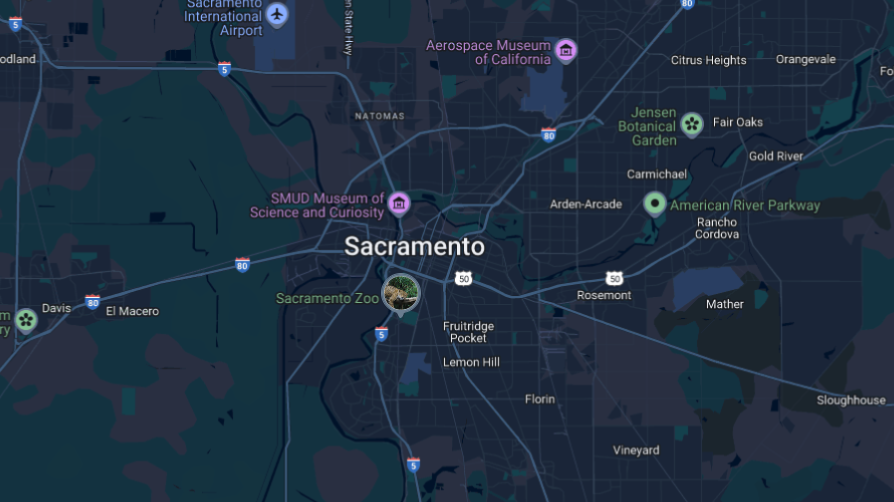 Sacramento
International
Airport
5
80
n State Hwy
Aerospace Museum
of California
Citrus Heights
Orangevale
odland
5
Fo
NATOMAS
Jensen
Botanical
Garden
Fair Oaks
80
Gold River
Carmichael
SMUD Museum of
Science and Curiosity
Arden-Arcade
American River Parkway
Rancho
Cordova
Sacramento
80
50
50
Sacramento Zoo
Rosemont
Mather
80
Davis
El Macero
m
ry
Fruitridge
Pocket
5
Lemon Hill
Florin
Sloughhouse
Vineyard
5